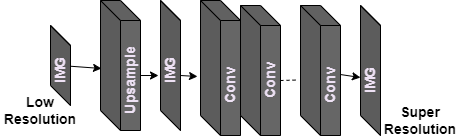 IMG
Low
Resolution
Upsample
IMG
Conv
Conv
Conv
IMG
Super
Resolution